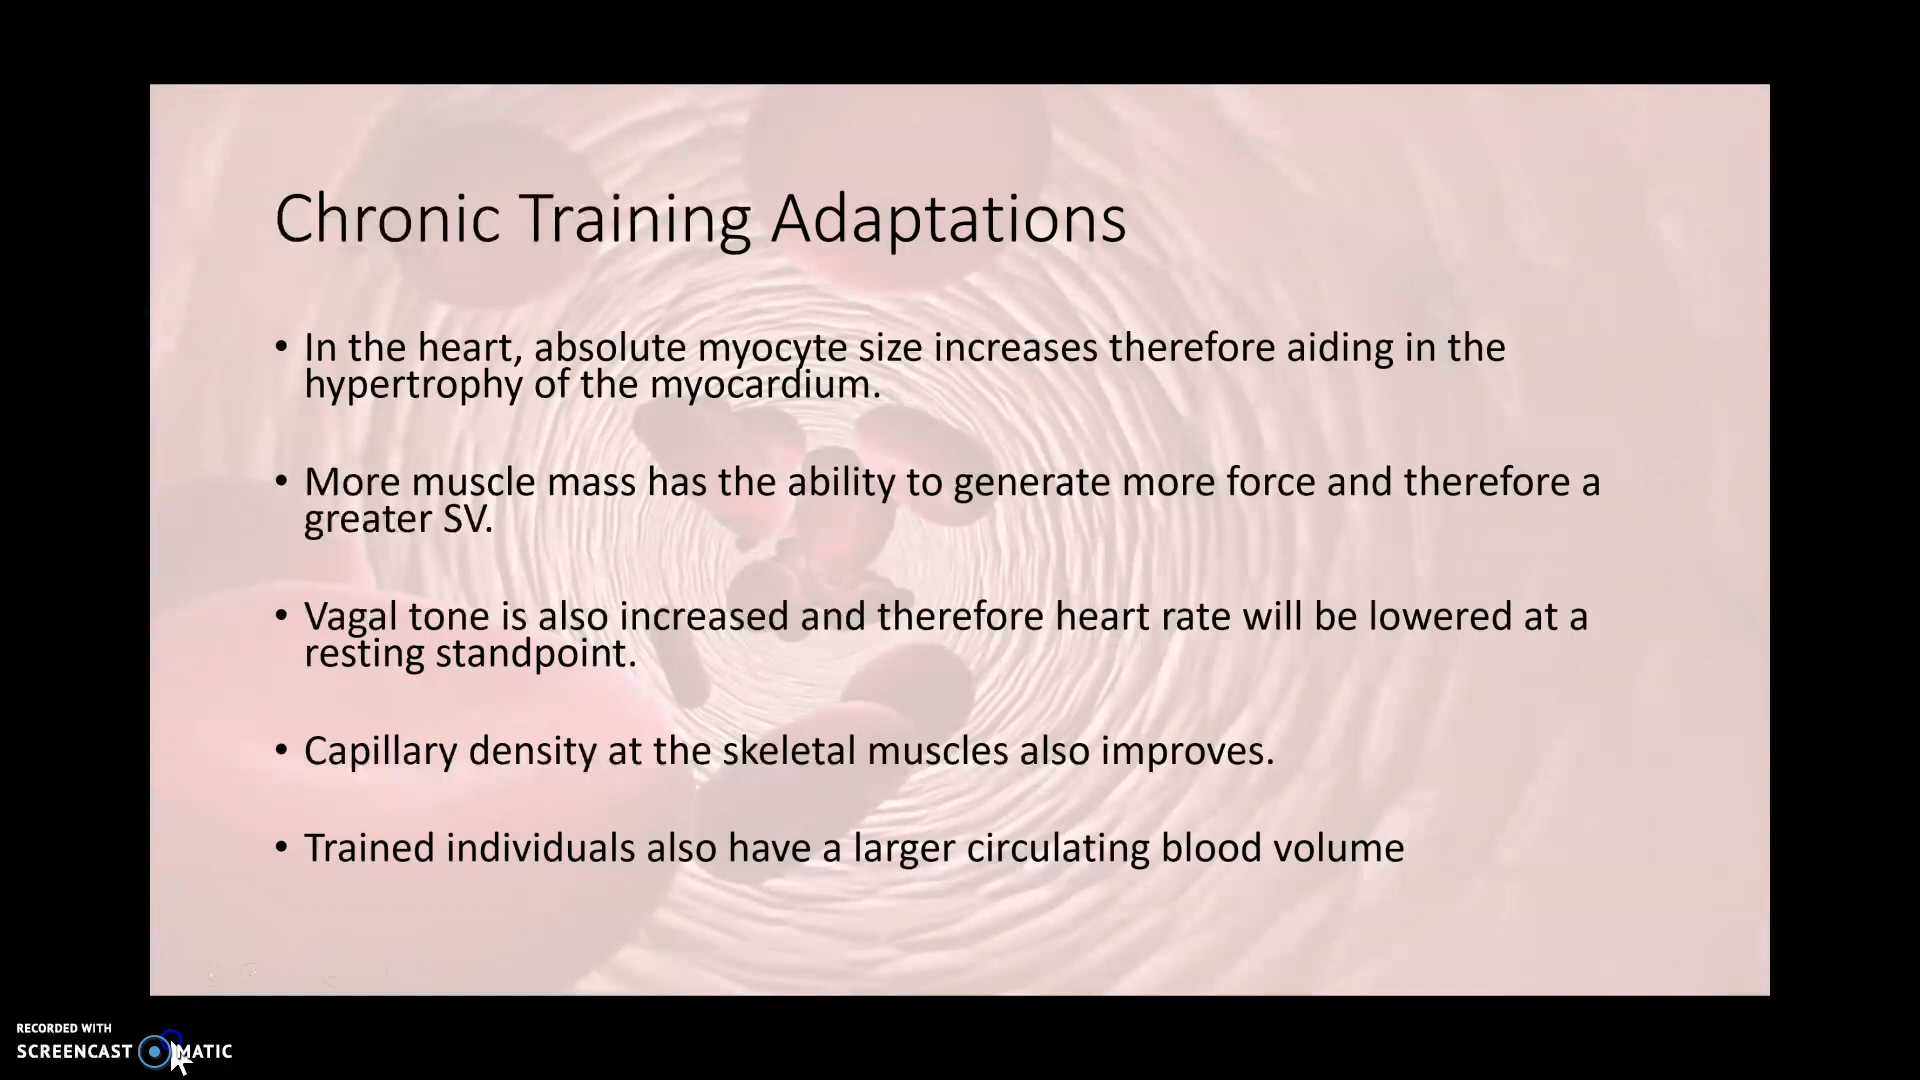 Chronic Training Adaptations
• In the heart, absolute myocyte size increases therefore aiding in the
hypertrophy of the myocardium.
• More muscle mass has the ability to generate more force and therefore a
greater SV.
• Vagal tone is also increased and therefore heart rate will be lowered at a
resting standpoint.
• Capillary density at the skeletal muscles also improves.
• Trained individuals also have a larger circulating blood volume
RECORDED WITH
SCREENCAST MATIC